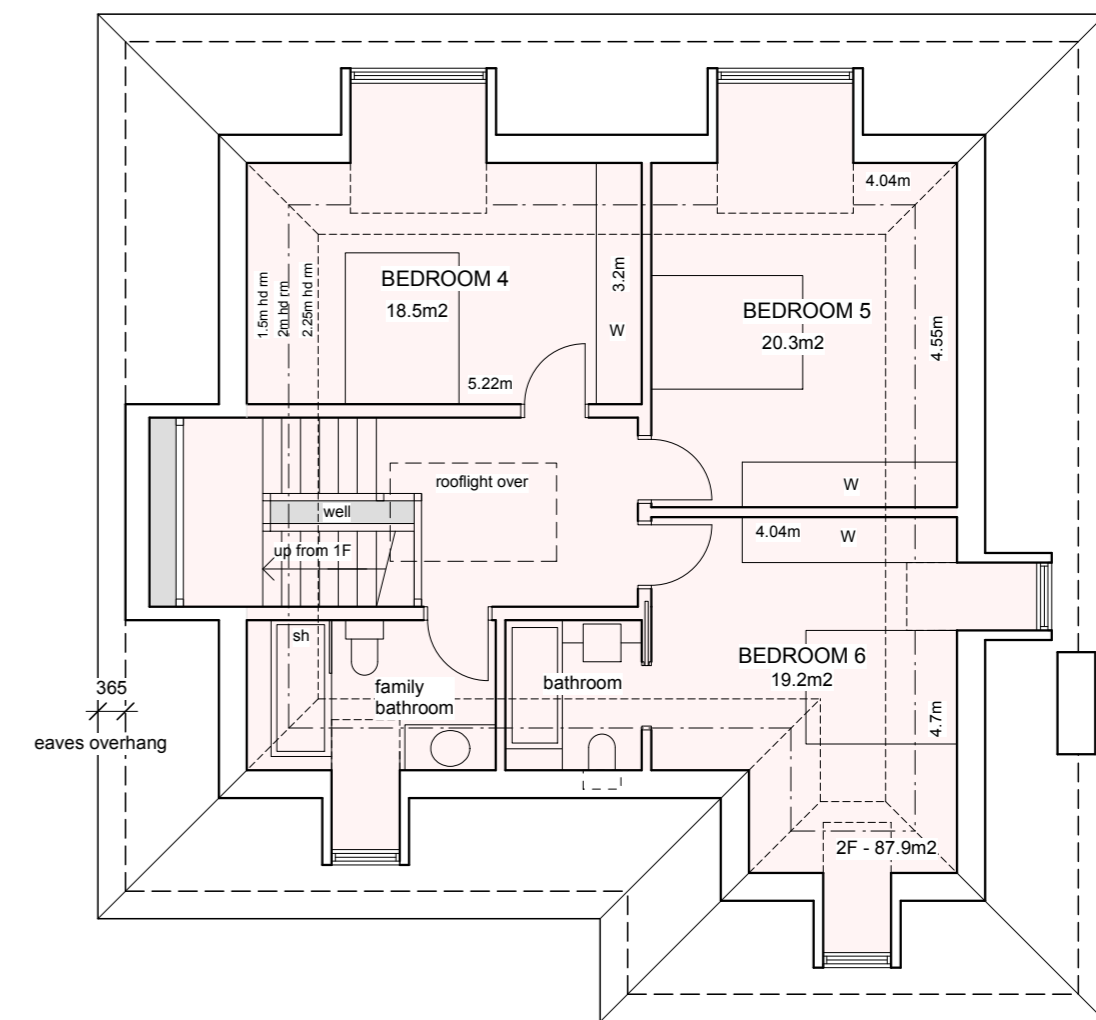 4.04m
1.5m hd rm
2m hd rm
2.25m hd rm
BEDROOM 4
18.5m2
3.2m
W
5.22m
BEDROOM 5
20.3m2
4.55m
rooflight over
W
well
4.04m
W
up from 1F
sh
family
bathroom
bathroom
BEDROOM 6
19.2m2
4.7m
365
eaves overhang
2F - 87.9m2